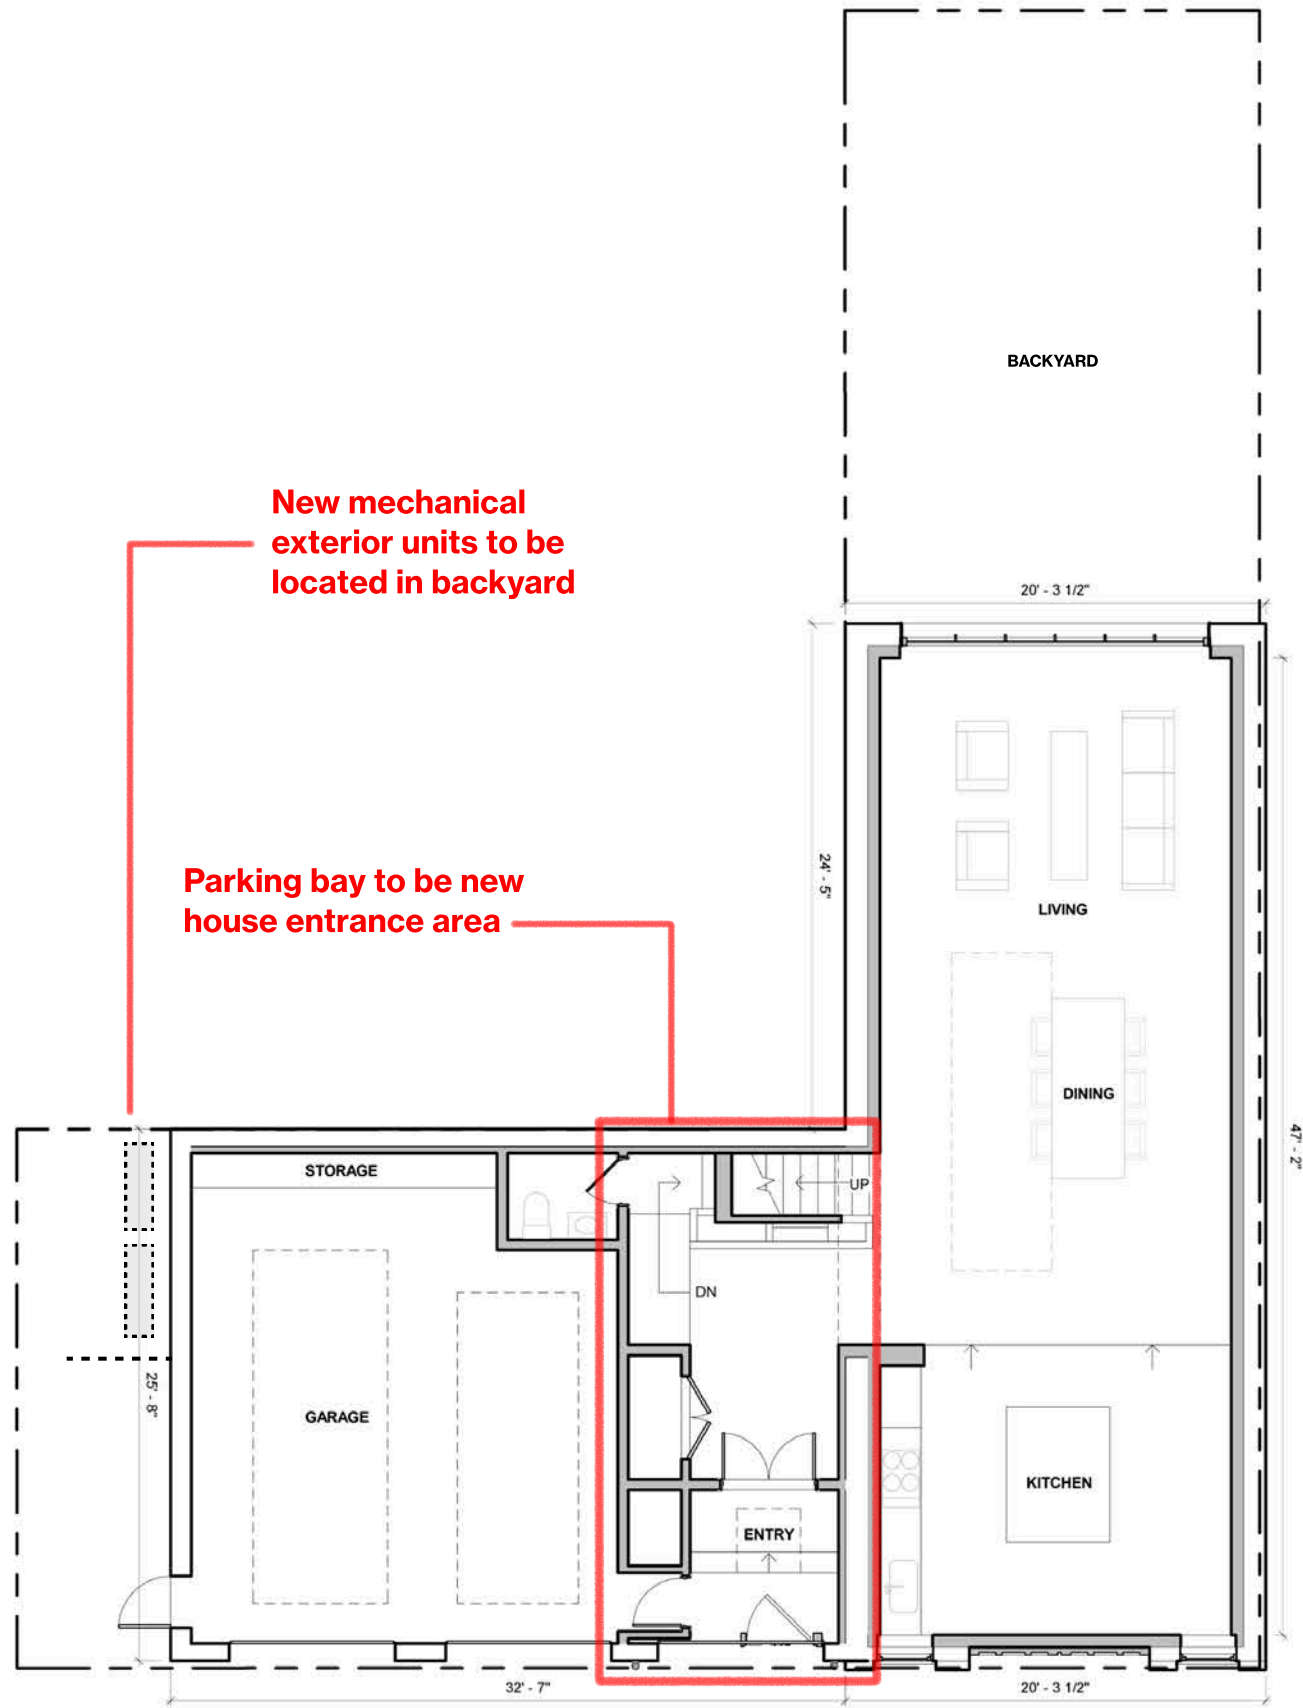 BACKYARD
New mechanical
exterior units to be
located in backyard
20' - 3 1/2"
Parking bay to be new
house entrance area
24' - 5"
LIVING
DINING
47' - 2"
STORAGE
UP
DN
25' - 8"
GARAGE
KITCHEN
ENTRY
32' - 7"
20' - 3 1/2"